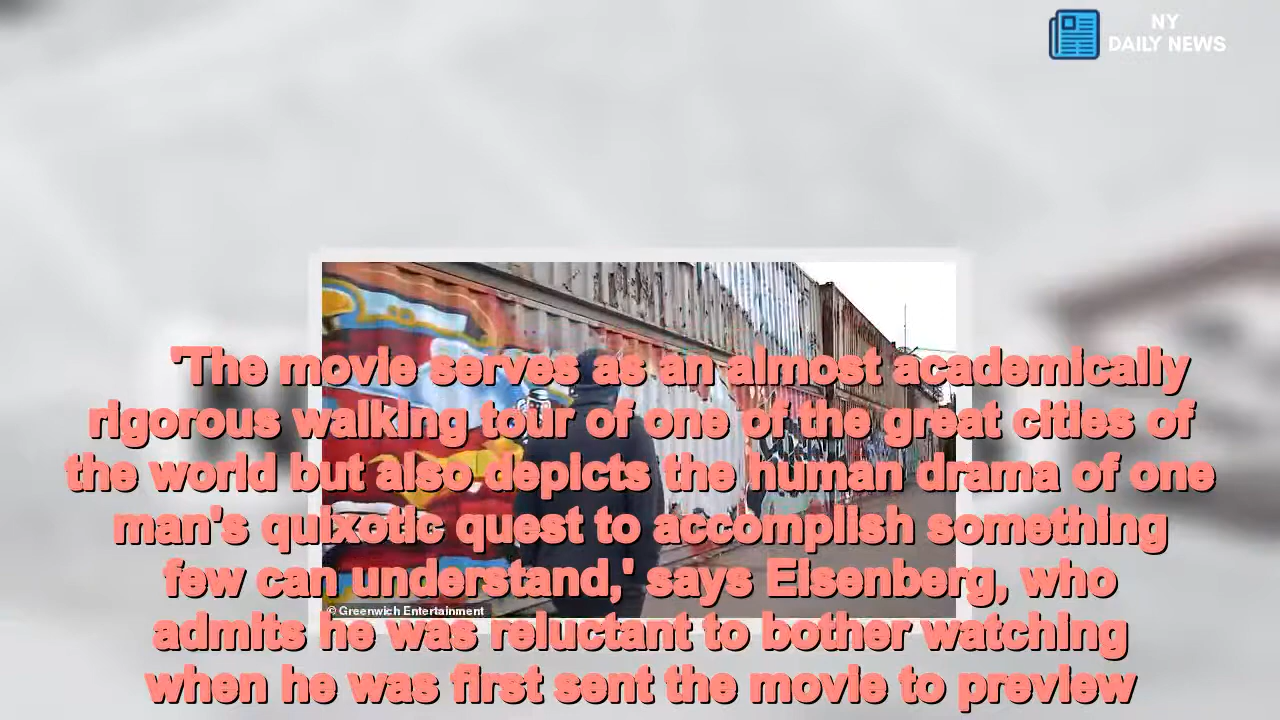 NY
DAILY NEWS
'The movie serves as an almost academically
rigorous walking tour of one of the great cities of
the world but also depicts the human drama of one
man's quixotic quest to accomplish something
few can understand,' says Eisenberg, who
© Greenwich Entertainment
admits he was reluctant to bother watching
when he was first sent the movie to preview